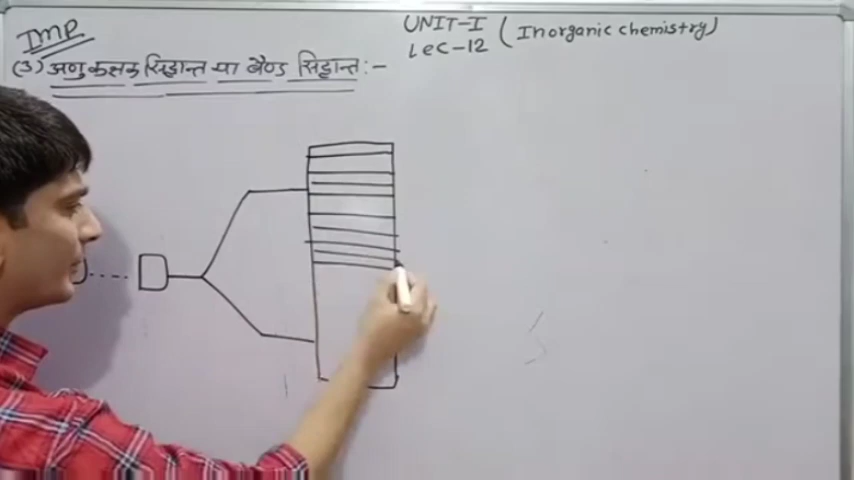 IMP
UNIT-I (Inorganic chemistry)
Lec-12
(3) अणु कक्षक सिद्धान्त या बैण्ड सिद्धान्त :-